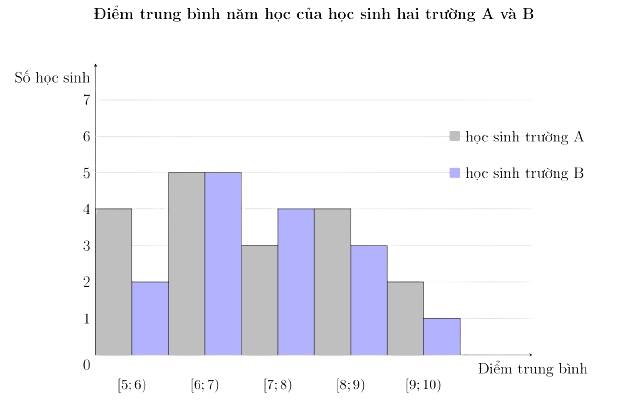 Điểm trung bình năm học của học sinh hai trường A và B
Số học sinh
7
6
học sinh trường A
5
học sinh trường B
4
3
2
1
0
Điểm trung bình
[5; 6)
[6; 7)
[7; 8)
[8; 9)
[9; 10)